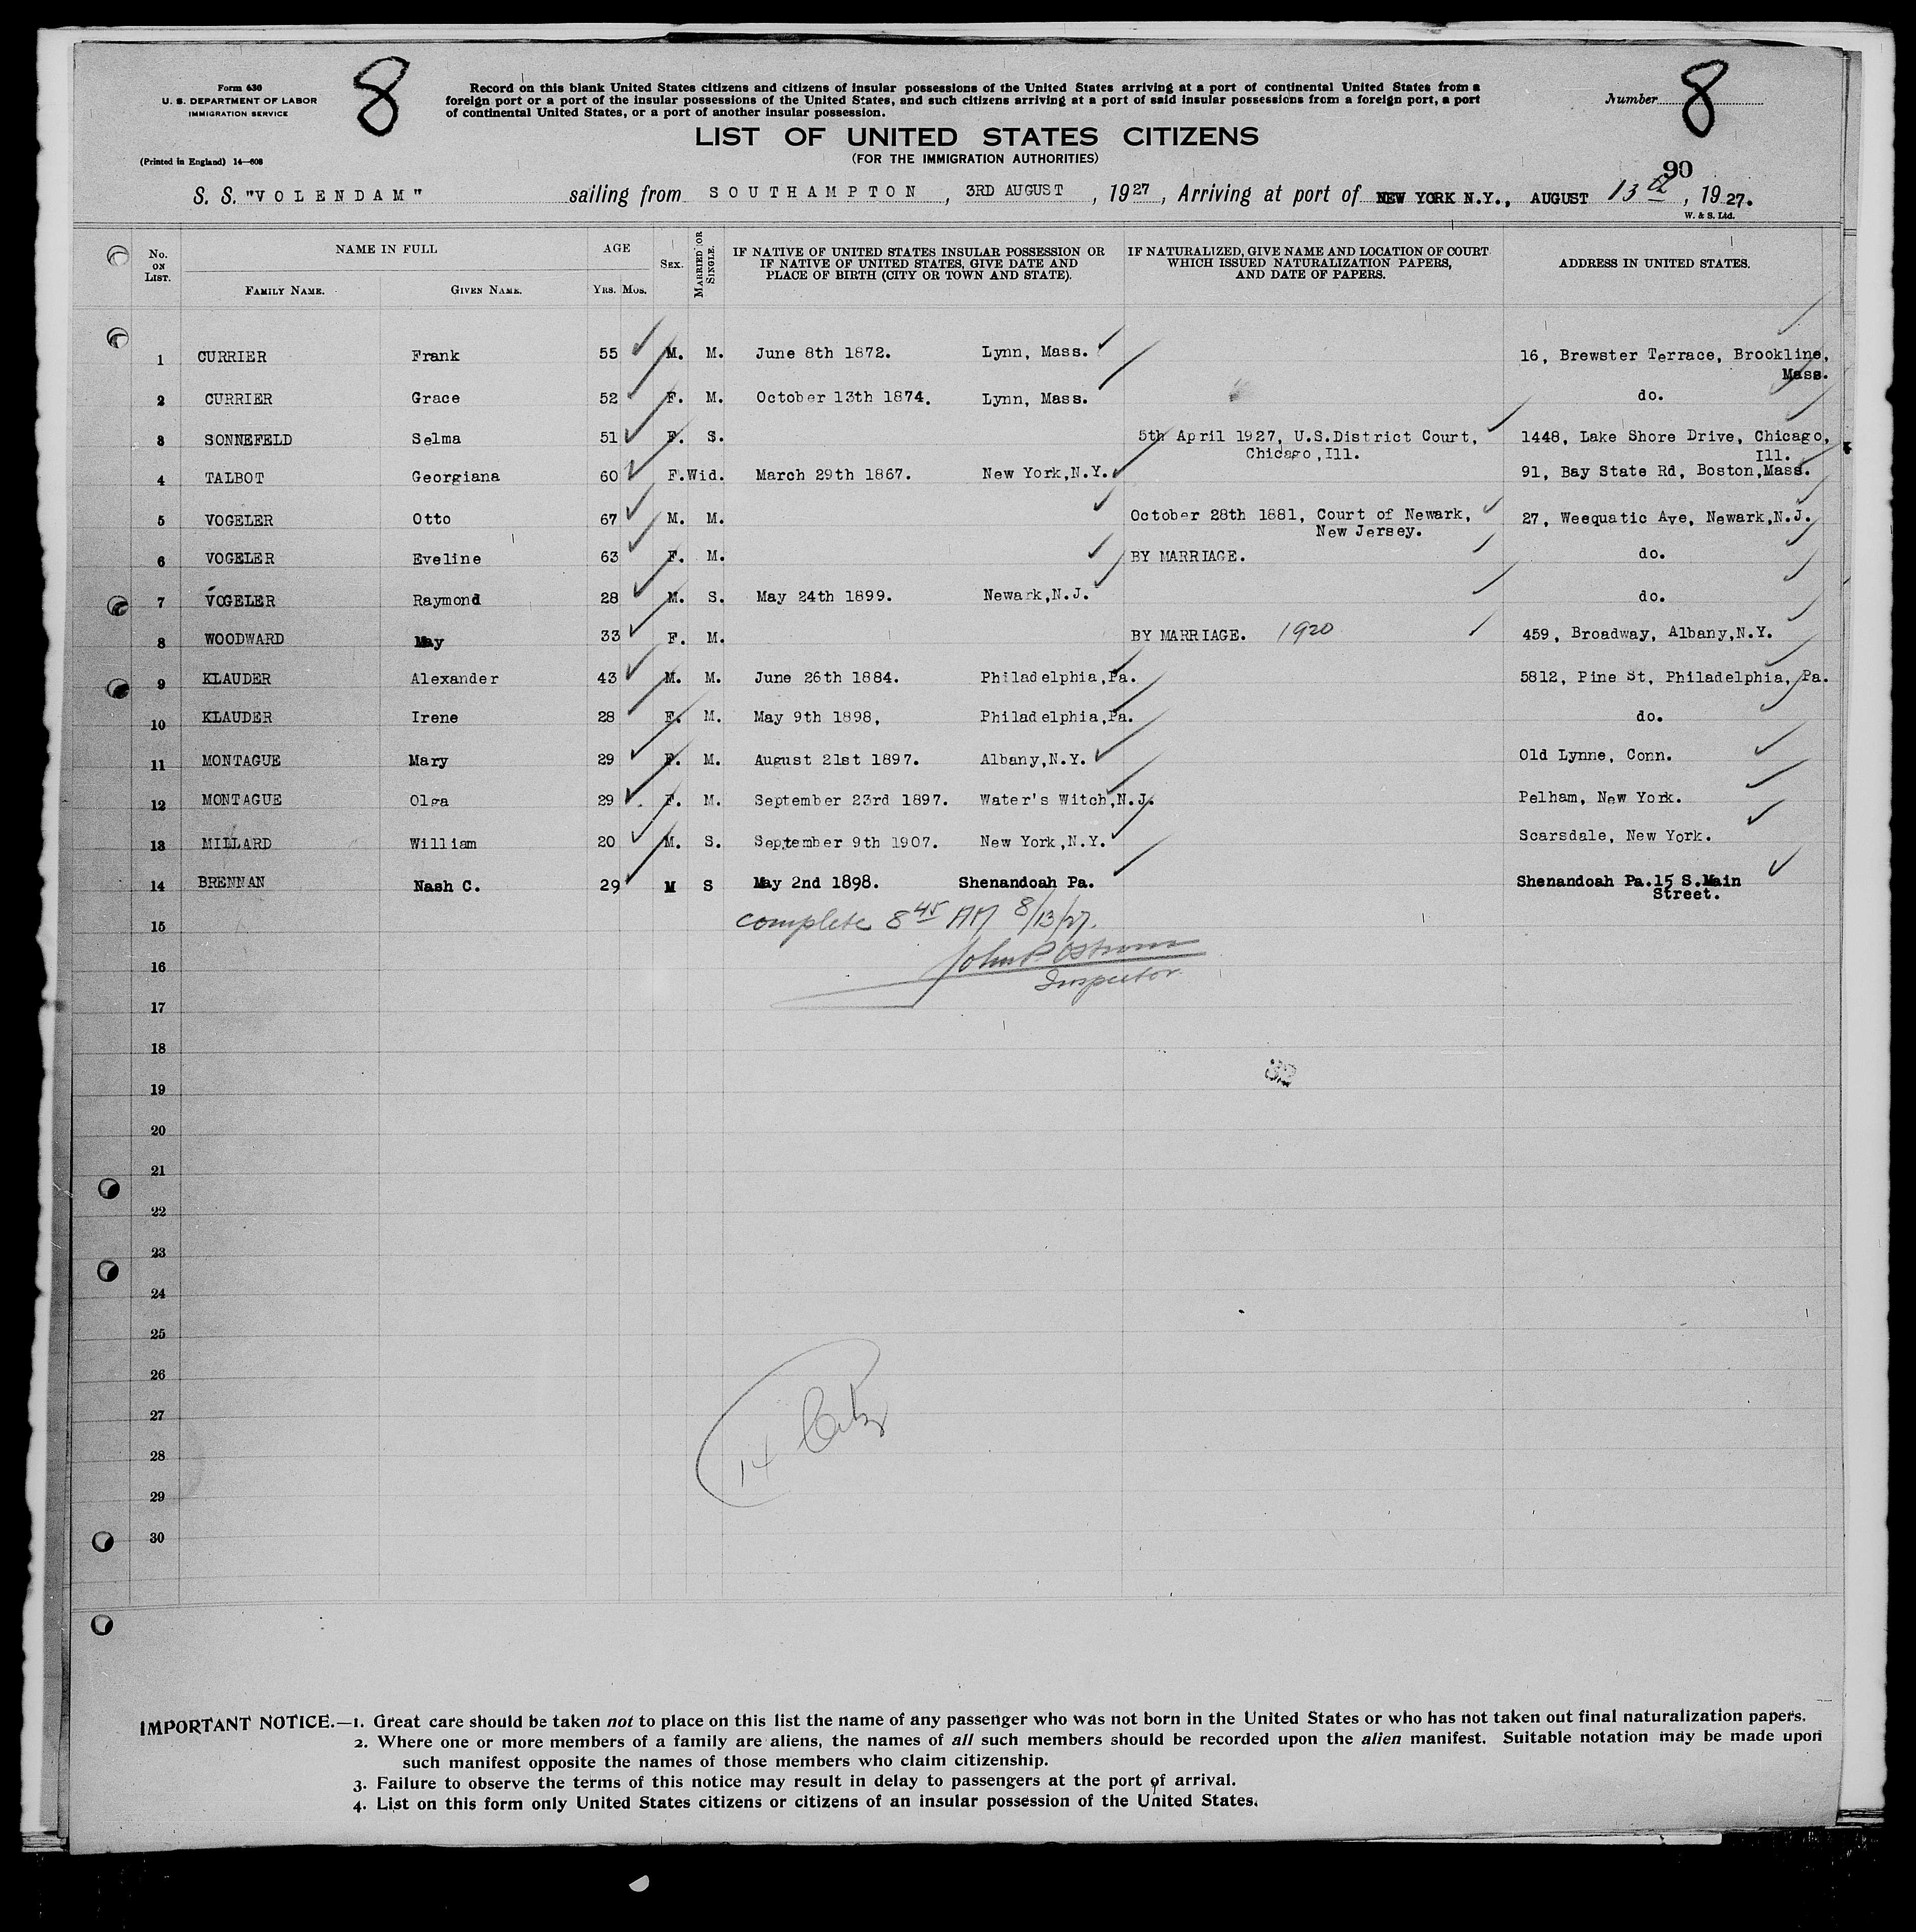 Form 630
U. S. DEPARTMENT OF LABOR
IMMIGRATION SERVICE
(Printed in England) 14—608
8
Record on this blank United States citizens and citizens of insular possessions of the United States arriving at a port of continental United States from a
foreign port or a port of the insular possessions of the United States, and such citizens arriving at a port of said insular possessions from a foreign port, a port
of continental United States, or a port of another insular possession.
Number 8
LIST OF UNITED STATES CITIZENS
(FOR THE IMMIGRATION AUTHORITIES)
90
S. S. "VOLENDAM" sailing from SOUTHAMPTON, 3RD AUGUST, 1927, Arriving at port of NEW YORK N.Y., AUGUST 13th, 1927.
W. & S. Ltd.
No. ON LIST. NAME IN FULL FAMILY NAME. GIVEN NAME. AGE YRS. MOS. SEX. MARRIED OR SINGLE. IF NATIVE OF UNITED STATES INSULAR POSSESSION OR IF NATIVE OF UNITED STATES, GIVE DATE AND PLACE OF BIRTH (CITY OR TOWN AND STATE). IF NATURALIZED, GIVE NAME AND LOCATION OF COURT WHICH ISSUED NATURALIZATION PAPERS, AND DATE OF PAPERS. ADDRESS IN UNITED STATES.
1 CURRIER Frank 55 M. M. June 8th 1872. Lynn, Mass. 16, Brewster Terrace, Brookline,
Mass.
2 CURRIER Grace 52 F. M. October 13th 1874. Lynn, Mass. do.
3 SONNEFELD Selma 51 F. S. 5th April 1927, U.S.District Court, 1448, Lake Shore Drive, Chicago,
Chicago,Ill. Ill.
4 TALBOT Georgiana 60 F. Wid. March 29th 1867. New York,N.Y. 91, Bay State Rd, Boston,Mass.
5 VOGELER Otto 67 M. M. October 28th 1881, Court of Newark, 27, Weequatic Ave, Newark,N.J.
New Jersey.
6 VOGELER Eveline 63 F. M. BY MARRIAGE. do.
7 VOGELER Raymond 28 M. S. May 24th 1899. Newark,N.J. do.
8 WOODWARD May 33 F. M. BY MARRIAGE. 1920 459, Broadway, Albany,N.Y.
9 KLAUDER Alexander 43 M. M. June 26th 1884. Philadelphia,Pa. 5812, Pine St, Philadelphia, Pa.
10 KLAUDER Irene 28 F. M. May 9th 1898, Philadelphia,Pa. do.
11 MONTAGUE Mary 29 F. M. August 21st 1897. Albany,N.Y. Old Lynne, Conn.
12 MONTAGUE Olga 29 F. M. September 23rd 1897. Water's Witch,N.J. Pelham, New York.
13 MILLARD William 20 M. S. September 9th 1907. New York,N.Y. Scarsdale, New York.
14 BRENNAN Nash C. 29 M S May 2nd 1898. Shenandoah Pa. Shenandoah Pa.15 S.Main
Street.
15 complete 8 45 AM 8/13/27.
16 John P. Ostrom
Inspector
17
18
19
20
21
22
23
24
25
26
27
28 14
29
30
IMPORTANT NOTICE.—1. Great care should be taken not to place on this list the name of any passenger who was not born in the United States or who has not taken out final naturalization papers.
2. Where one or more members of a family are aliens, the names of all such members should be recorded upon the alien manifest. Suitable notation may be made upon
such manifest opposite the names of those members who claim citizenship.
3. Failure to observe the terms of this notice may result in delay to passengers at the port of arrival.
4. List on this form only United States citizens or citizens of an insular possession of the United States.